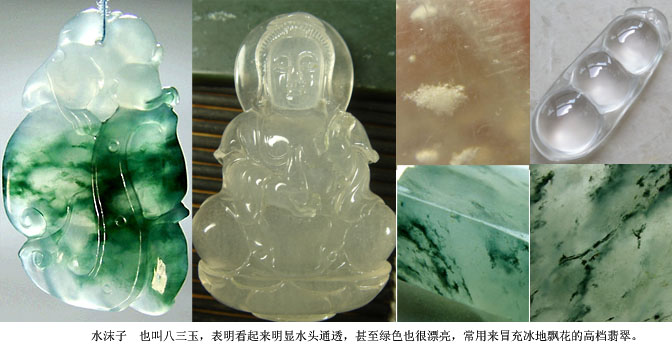 水沫子　也叫八三玉，表明看起来明显水头通透，甚至绿色也很漂亮，常用来冒充冰地飘花的高档翡翠。